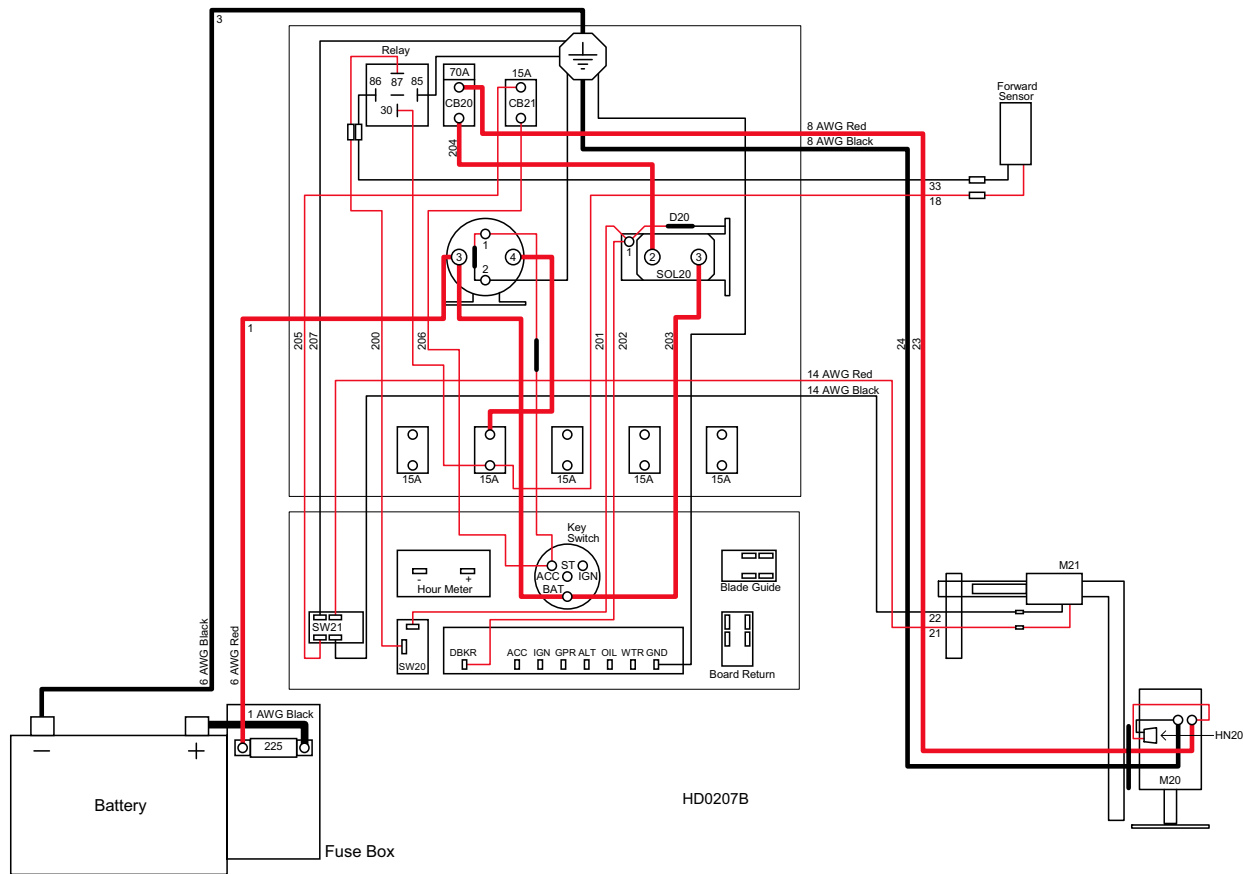 3
Relay
86 87 85
30
70A
CB20
15A
CB21
204
Forward
Sensor
8 AWG Red
8 AWG Black
33
18
D20
1
2
3
SOL20
1
2
3
4
1
205
207
200
206
201
202
203
24
23
14 AWG Red
14 AWG Black
15A
15A
15A
15A
15A
Key
Switch
ST
ACC
IGN
BAT
- +
Hour Meter
Blade Guide
M21
22
21
SW21
SW20
DBKR ACC IGN GPR ALT OIL WTR GND
Board Return
6 AWG Black
6 AWG Red
1 AWG Black
225
− +
Battery
Fuse Box
HD0207B
HN20
M20